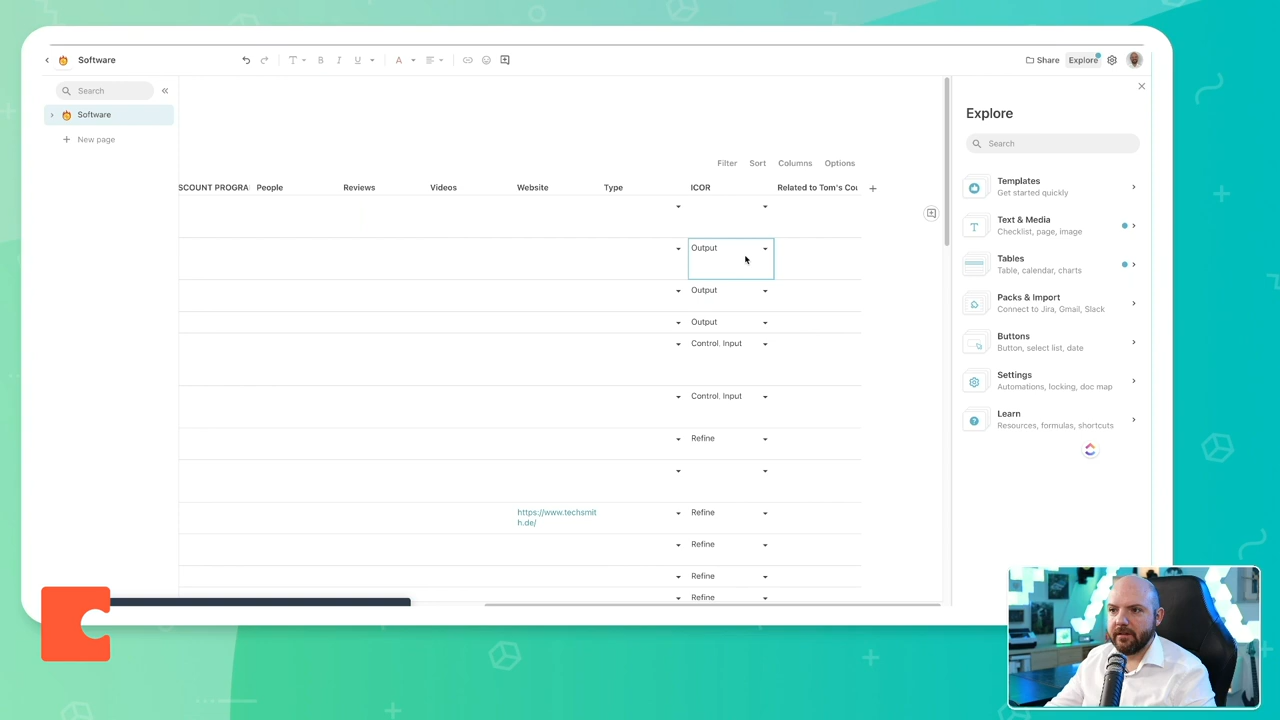 Software
T
B
I
U
A
Share
Explore
Search
Software
New page
Filter
Sort
Columns
Options
SCOUNT PROGRA
People
Reviews
Videos
Website
Type
ICOR
Related to Tom's Cou
Output
Output
Output
Control. Input
Control. Input
Refine
https://www.techsmit
h.de/
Refine
Refine
Refine
Refine
Explore
Search
Templates
Get started quickly
Text & Media
Checklist, page, image
Tables
Table, calendar, charts
Packs & Import
Connect to Jira, Gmail, Slack
Buttons
Button, select list, date
Settings
Automations, locking, doc map
Learn
Resources, formulas, shortcuts